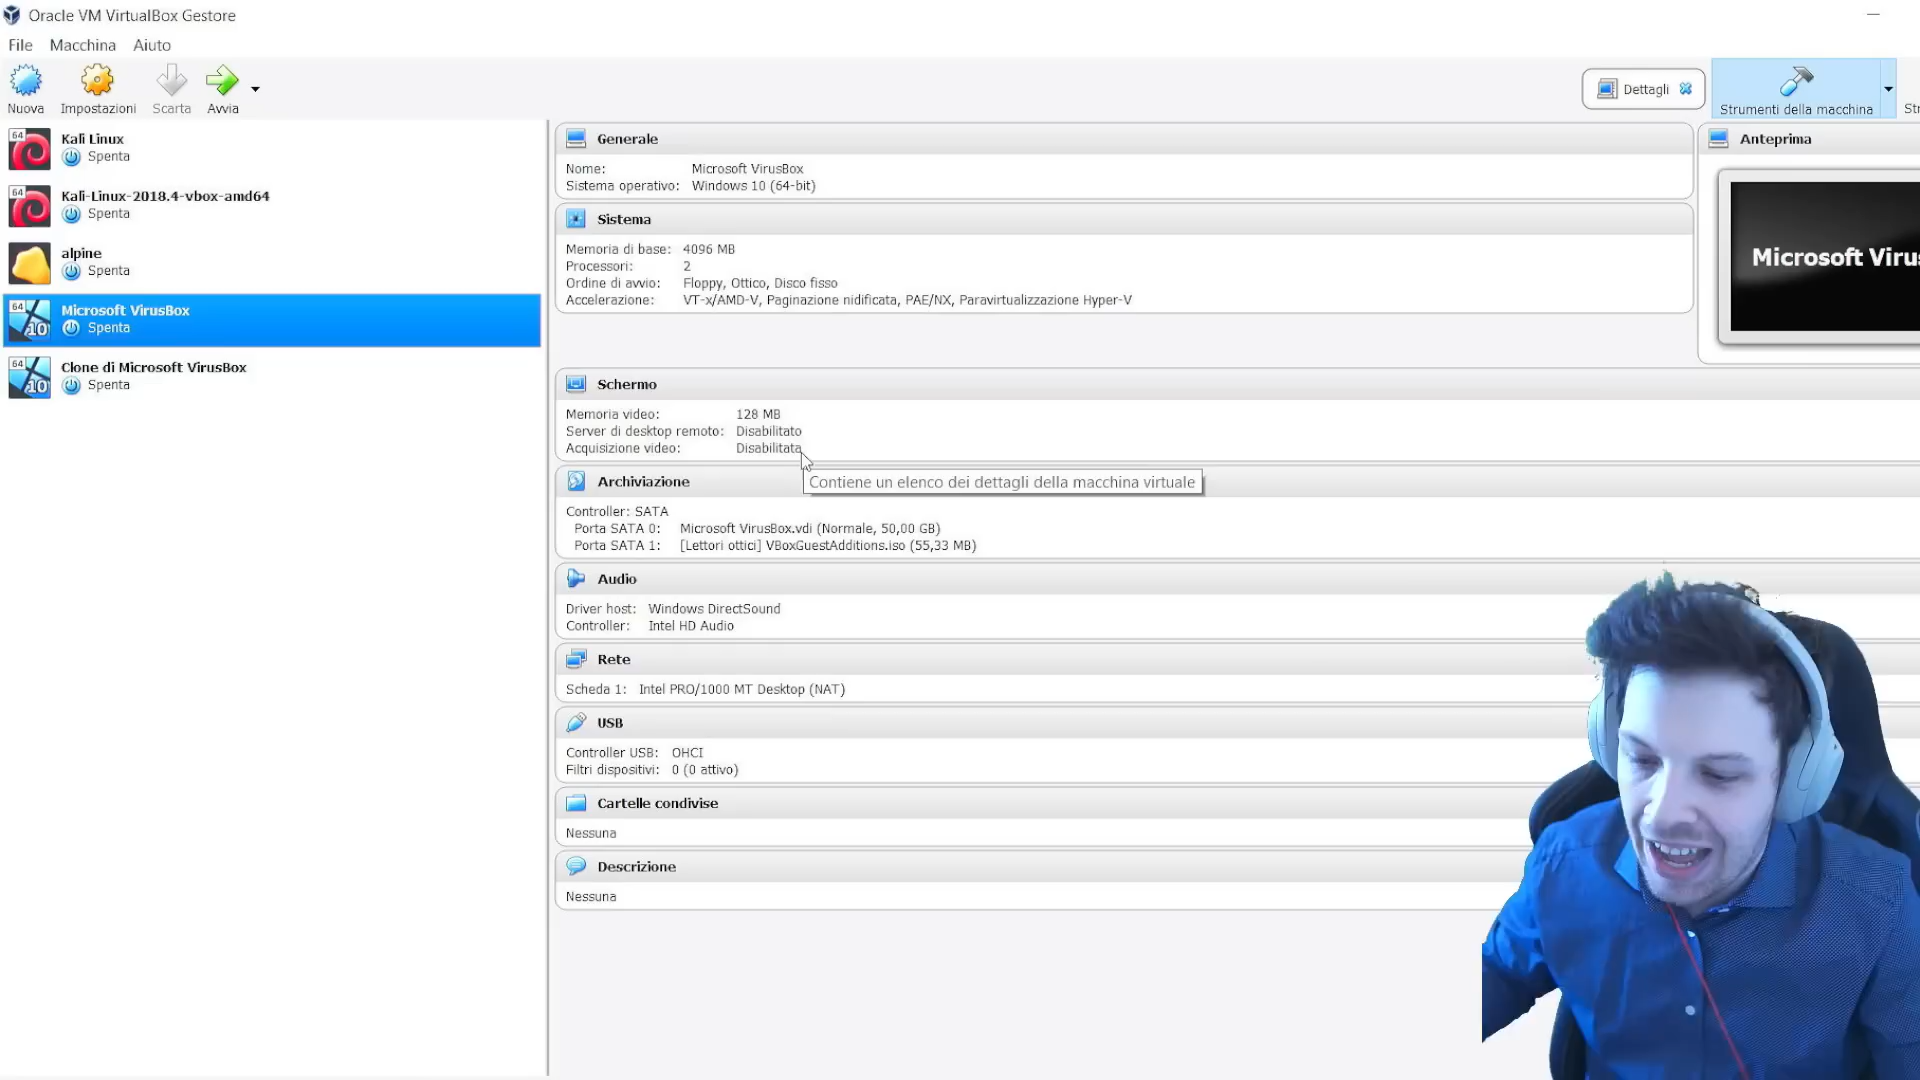 Oracle VM VirtualBox Gestore
File Macchina Aiuto
Nuova Impostazioni Scarta Avvia
Dettagli
Strumenti della macchina
Kali Linux
Spenta
Kali-Linux-2018.4-vbox-amd64
Spenta
alpine
Spenta
Microsoft VirusBox
Spenta
Clone di Microsoft VirusBox
Spenta
Generale
Nome: Microsoft VirusBox
Sistema operativo: Windows 10 (64-bit)
Sistema
Memoria di base: 4096 MB
Processori: 2
Ordine di avvio: Floppy, Ottico, Disco fisso
Accelerazione: VT-x/AMD-V, Paginazione nidificata, PAE/NX, Paravirtualizzazione Hyper-V
Anteprima
Microsoft Viru
Schermo
Memoria video: 128 MB
Server di desktop remoto: Disabilitato
Acquisizione video: Disabilitata
Contiene un elenco dei dettagli della macchina virtuale
Archiviazione
Controller: SATA
Porta SATA 0: Microsoft VirusBox.vdi (Normale, 50,00 GB)
Porta SATA 1: [Lettori ottici] VBoxGuestAdditions.iso (55,33 MB)
Audio
Driver host: Windows DirectSound
Controller: Intel HD Audio
Rete
Scheda 1: Intel PRO/1000 MT Desktop (NAT)
USB
Controller USB: OHCI
Filtri dispositivi: 0 (0 attivo)
Cartelle condivise
Nessuna
Descrizione
Nessuna